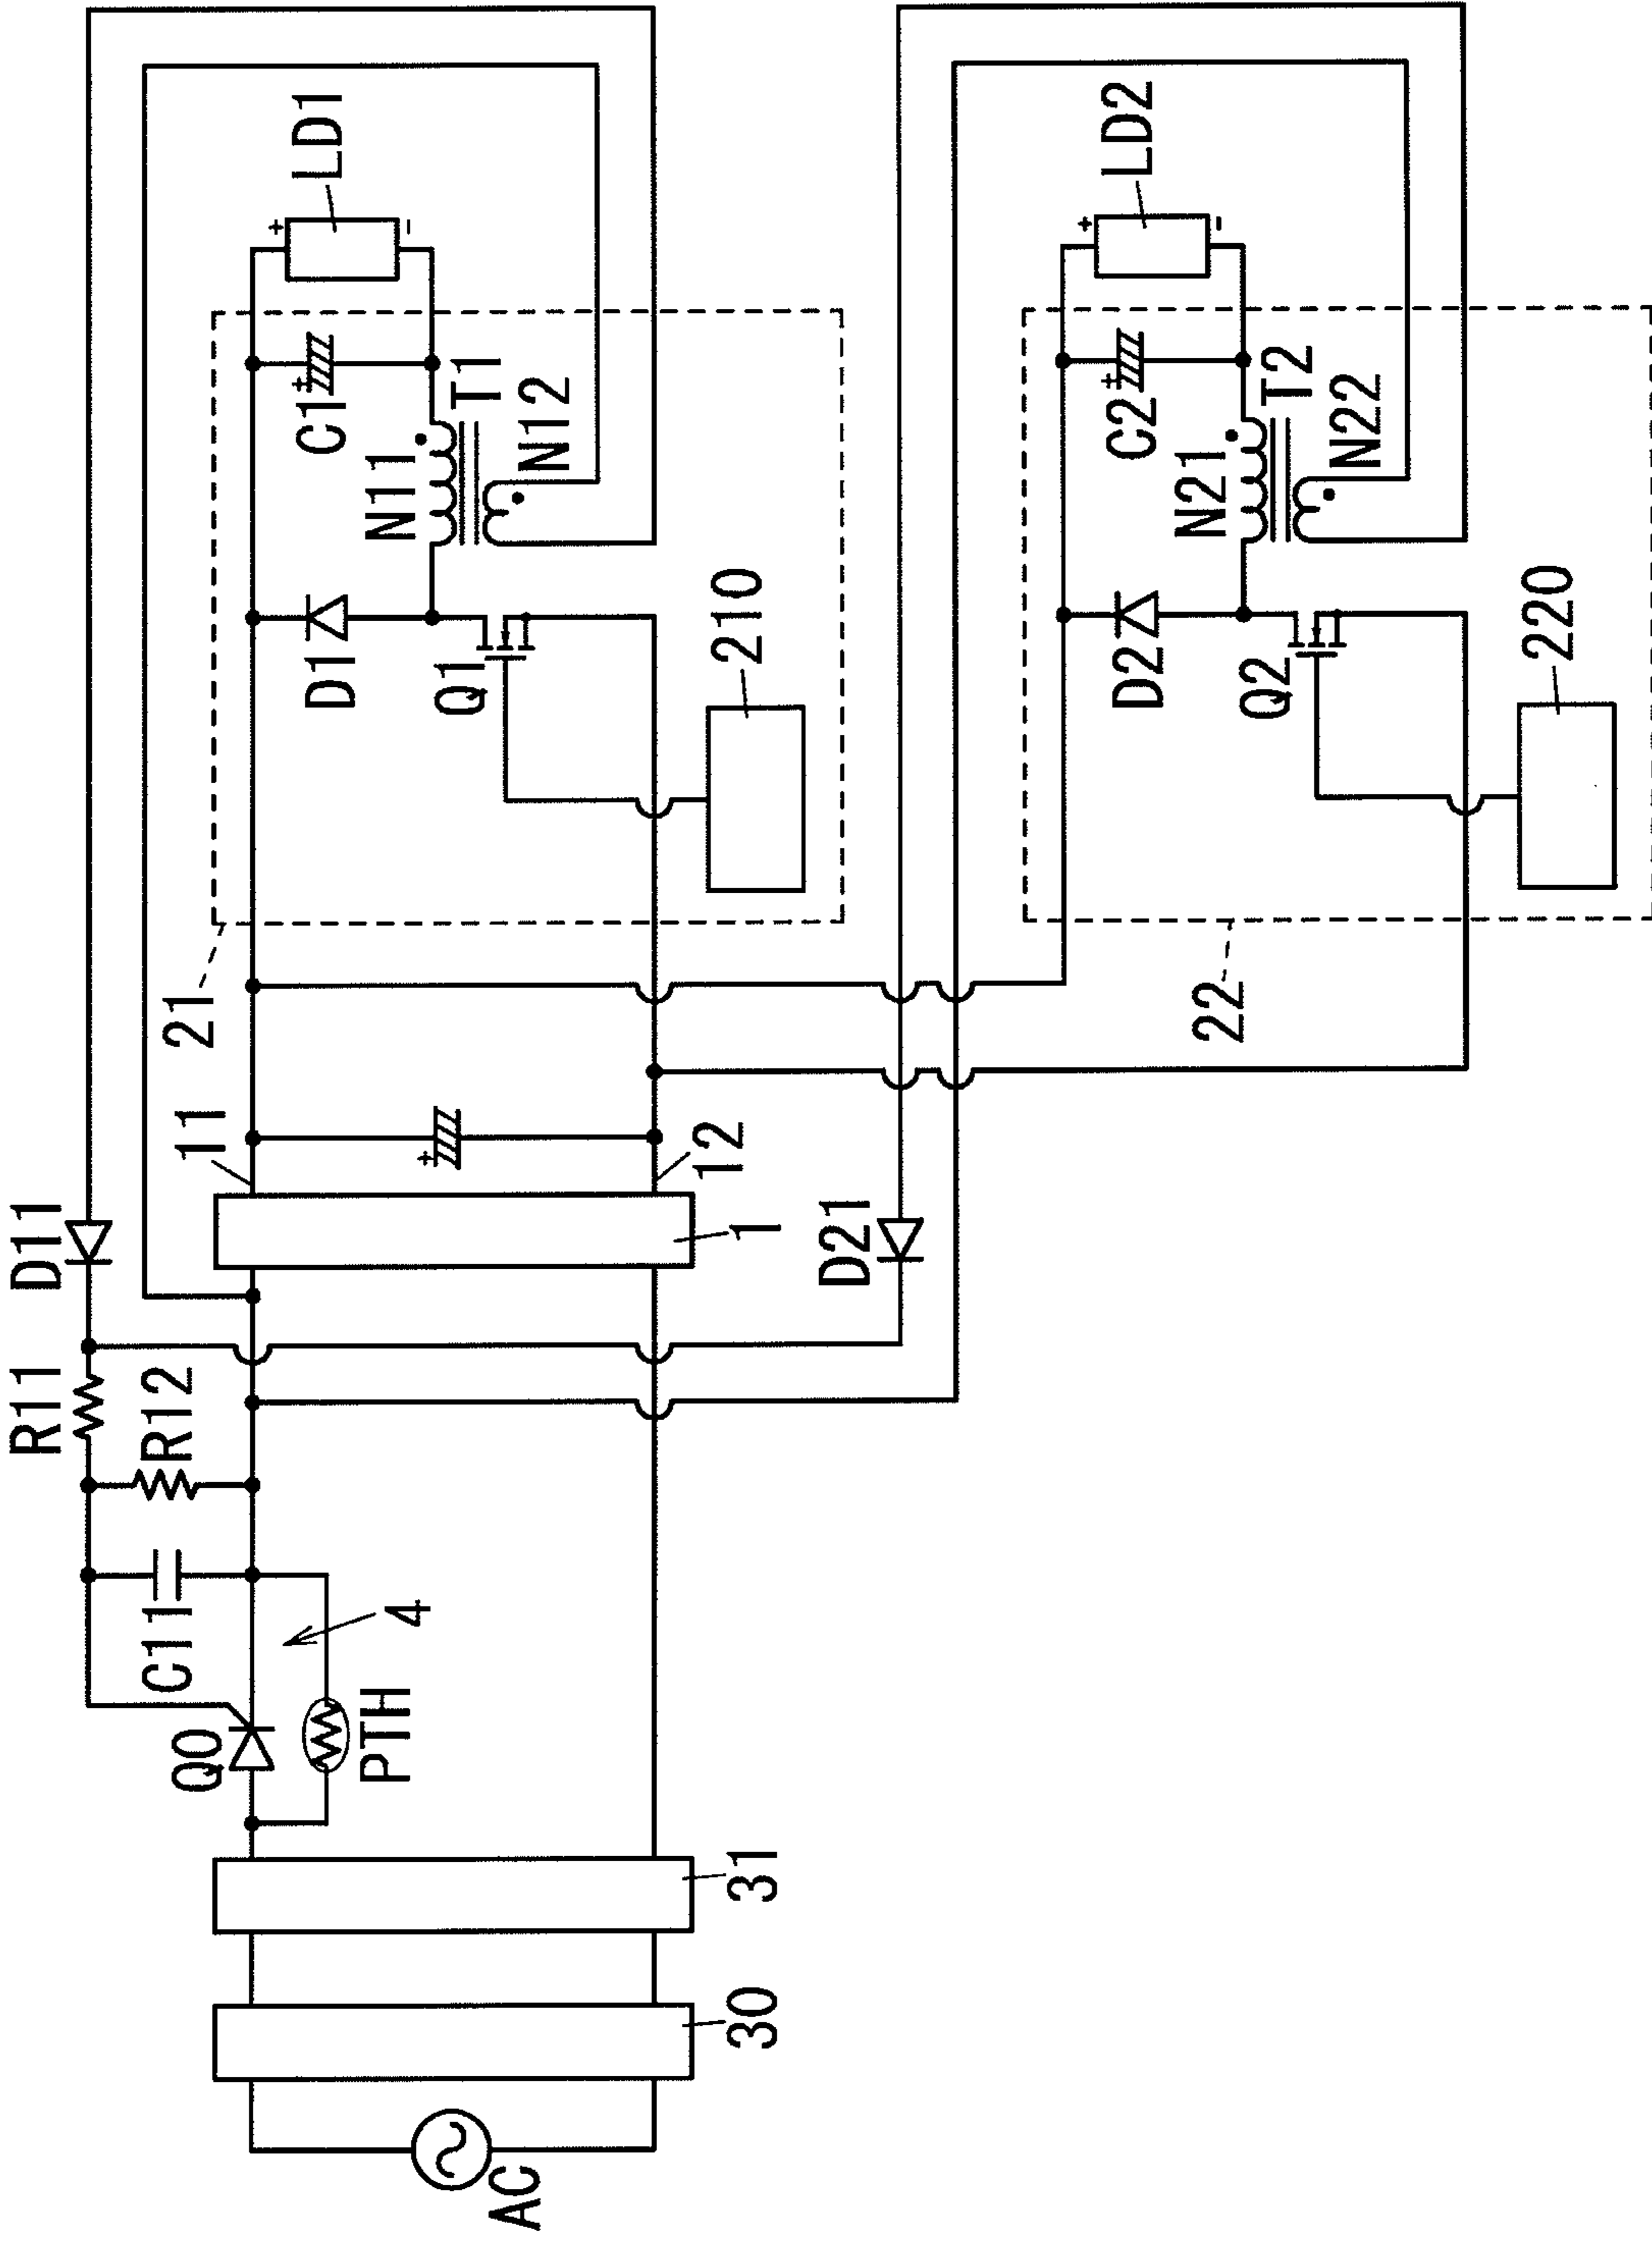 D11
R11
11
21
R12
C11
Q0
4
PTH
D1
C1
+
LD1
+
-
N11
T1
N12
Q1
210
+
12
1
31
30
AC
D21
22
D2
C2
+
LD2
+
-
N21
T2
N22
Q2
220